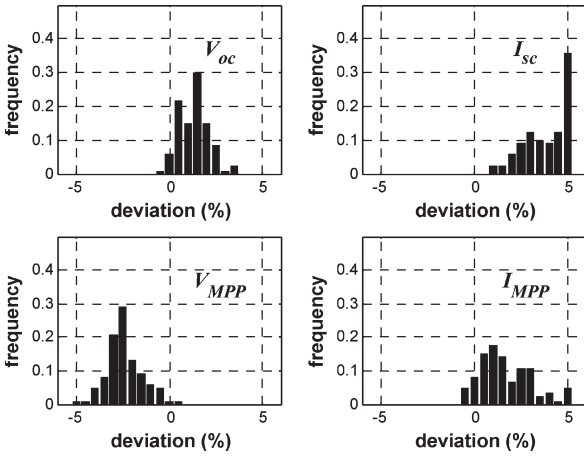 0.4
0.3
0.2
0.1
0
frequency
V_oc
-5 0 5
deviation (%)
0.4
0.3
0.2
0.1
0
frequency
I_sc
-5 0 5
deviation (%)
0.4
0.3
0.2
0.1
0
frequency
V_MPP
-5 0 5
deviation (%)
0.4
0.3
0.2
0.1
0
frequency
I_MPP
-5 0 5
deviation (%)